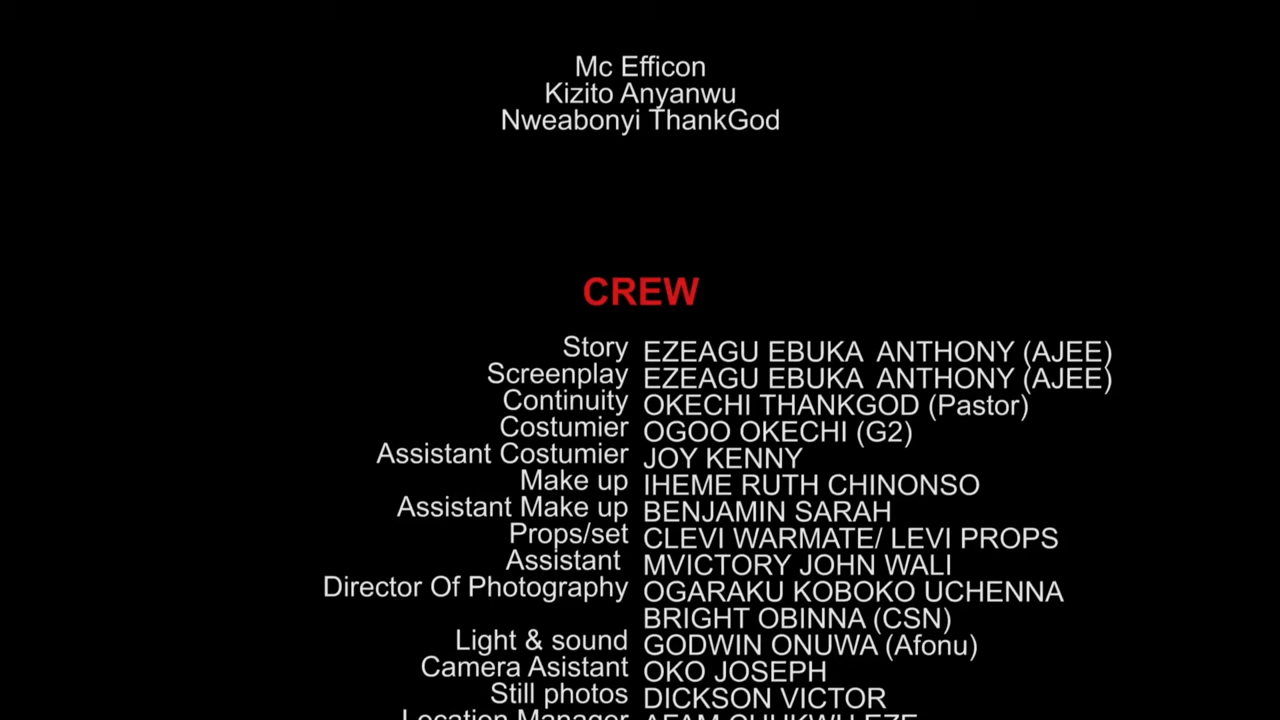 Mc Efficon
Kizito Anyanwu
Nweabonyi ThankGod
CREW
Story EZEAGU EBUKA ANTHONY (AJEE)
Screenplay EZEAGU EBUKA ANTHONY (AJEE)
Continuity OKECHI THANKGOD (Pastor)
Costumier OGOO OKECHI (G2)
Assistant Costumier JOY KENNY
Make up IHEME RUTH CHINONSO
Assistant Make up BENJAMIN SARAH
Props/set CLEVI WARMATE/ LEVI PROPS
Assistant MVICTORY JOHN WALI
Director Of Photography OGARAKU KOBOKO UCHENNA
BRIGHT OBINNA (CSN)
Light & sound GODWIN ONUWA (Afonu)
Camera Asistant OKO JOSEPH
Still photos DICKSON VICTOR
Location Manager